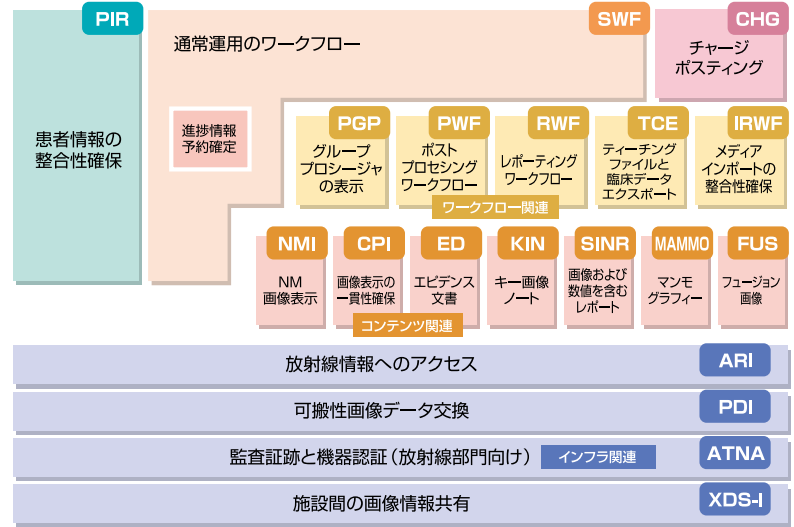 PIR
患者情報の
整合性確保
SWF
通常運用のワークフロー
進捗情報
予約確定
CHG
チャージ
ポスティング
PGP
グループ
プロシージャ
の表示
PWF
ポスト
プロセシング
ワークフロー
RWF
レポーティング
ワークフロー
TCE
ティーチング
ファイルと
臨床データ
エクスポート
IRWF
メディア
インポートの
整合性確保
ワークフロー関連
NMI
NM
画像表示
CPI
画像表示の
一貫性確保
ED
エビデンス
文書
KIN
キー画像
ノート
SINR
画像および
数値を含む
レポート
MAMMO
マンモ
グラフィー
FUS
フュージョン
画像
コンテンツ関連
放射線情報へのアクセス
ARI
可搬性画像データ交換
PDI
監査証跡と機器認証（放射線部門向け）
インフラ関連
ATNA
施設間の画像情報共有
XDS-I